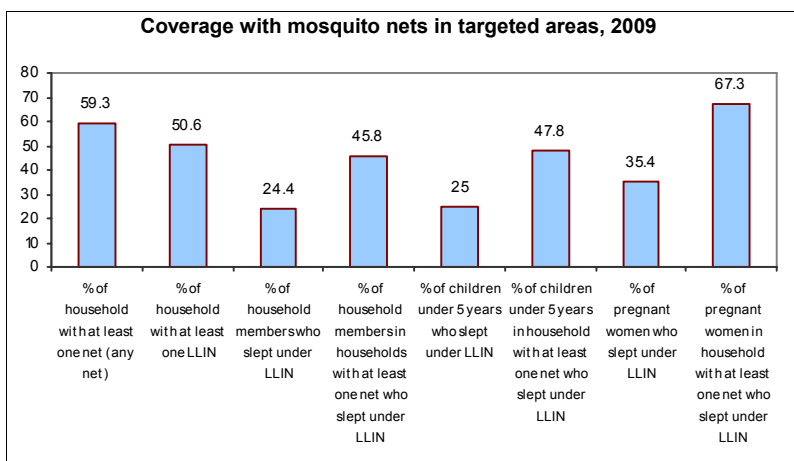 Coverage with mosquito nets in targeted areas, 2009
80
70
60
50
40
30
20
10
0
59.3
50.6
24.4
45.8
25
47.8
35.4
67.3
% of
household
with at least
one net (any
net)
% of
household
with at least
one LLIN
% of
household
members who
slept under
LLIN
% of
household
members in
households
with at least
one net who
slept under
LLIN
% of children
under 5 years
who slept
under LLIN
% of children
under 5 years
in household
with at least
one net who
slept under
LLIN
% of
pregnant
women who
slept under
LLIN
% of
pregnant
women in
household
with at least
one net who
slept under
LLIN